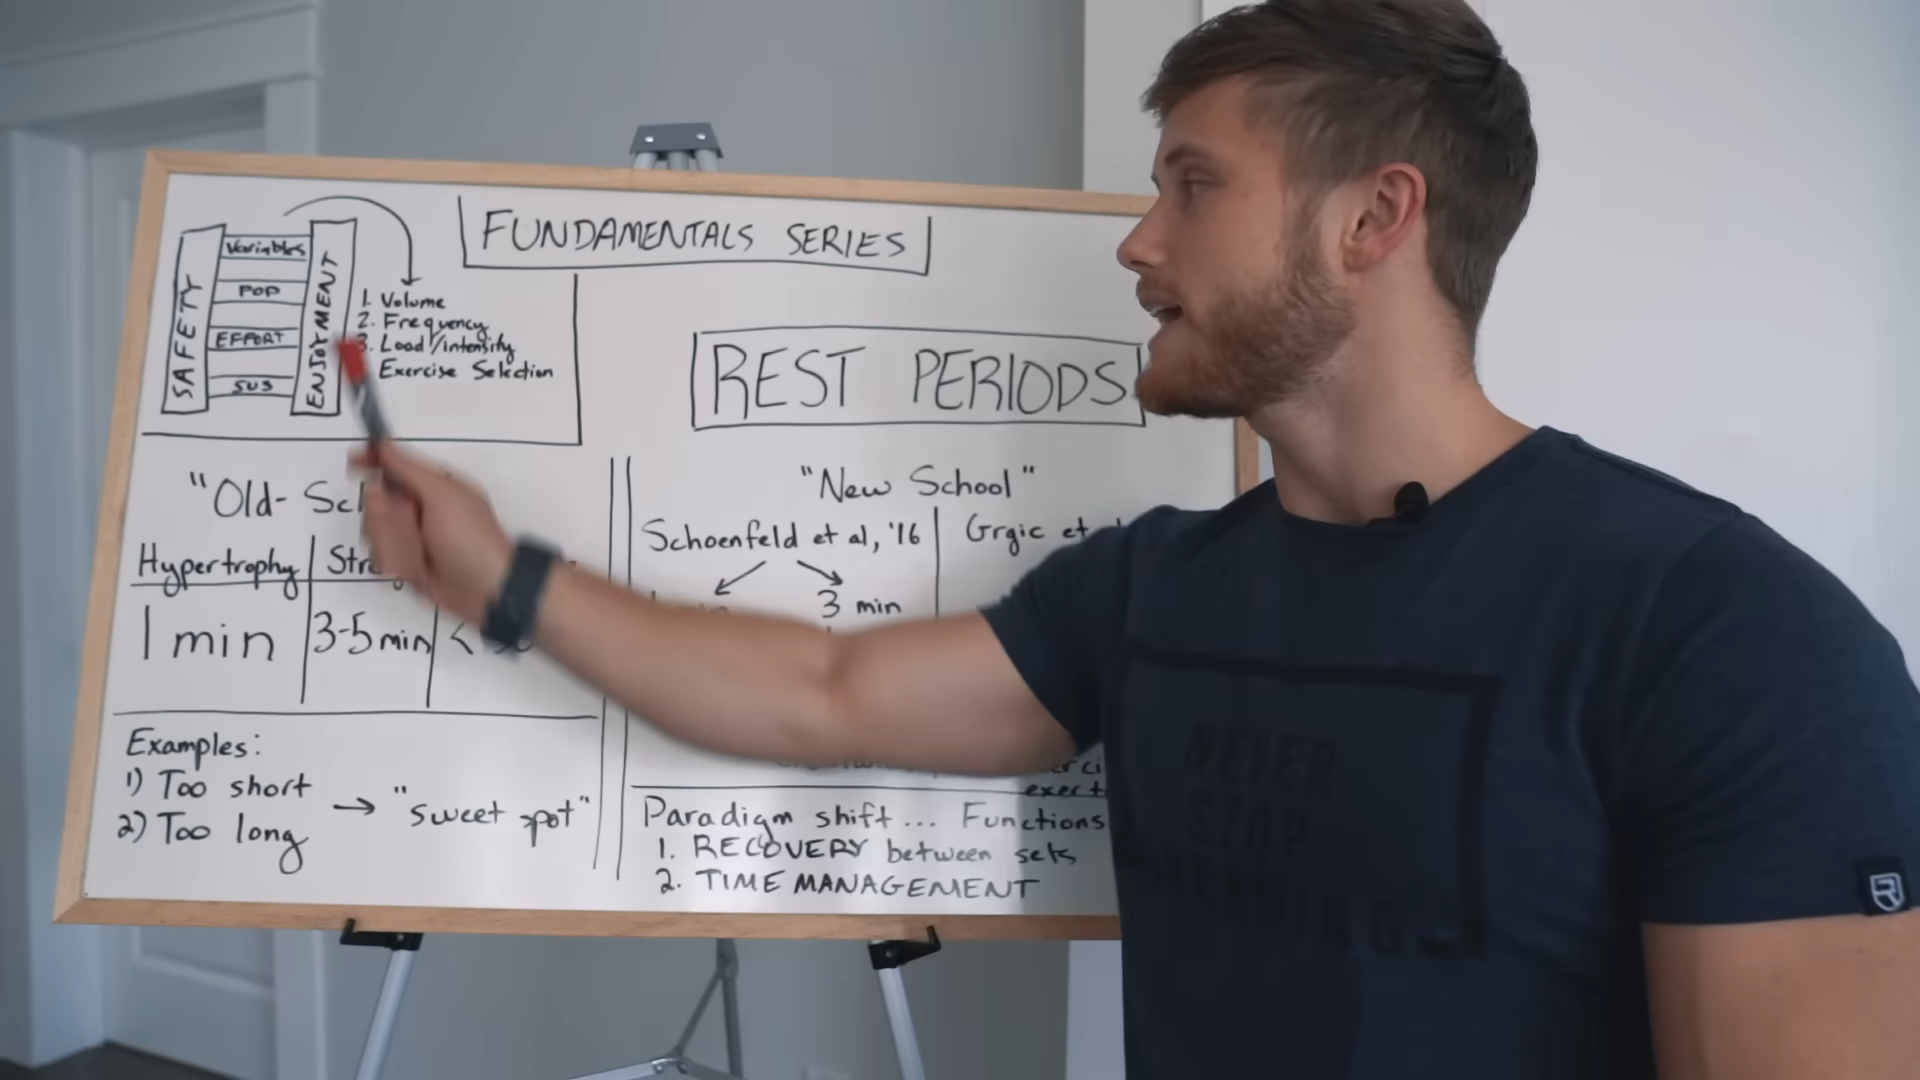 FUNDAMENTALS SERIES
SAFETY
Variables
POP
EFFORT
SUS
ENJOYMENT
1. Volume
2. Frequency
3. Load/intensity
Exercise Selection
REST PERIODS
"Old-
Hypertrophy
1 min
3-5 min
<
Examples:
1) Too short
2) Too long
→ "sweet spot"
"New School"
Schoenfeld et al, '16
3 min
Grgic et
Paradigm shift... Functions
1. RECOVERY between sets
2. TIME MANAGEMENT
NEVER
STOP